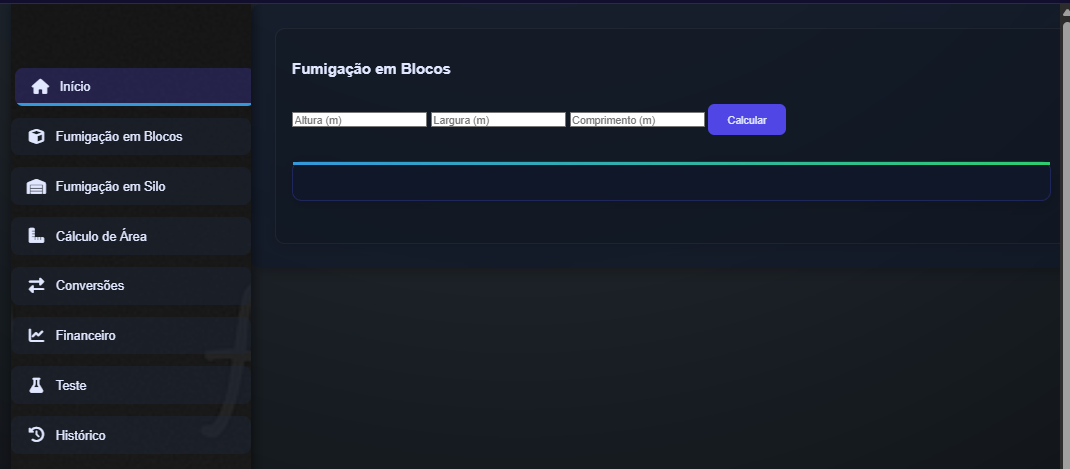 Início
Fumigação em Blocos
Fumigação em Silo
Cálculo de Área
Conversões
Financeiro
Teste
Histórico
Fumigação em Blocos
Altura (m) Largura (m) Comprimento (m) Calcular